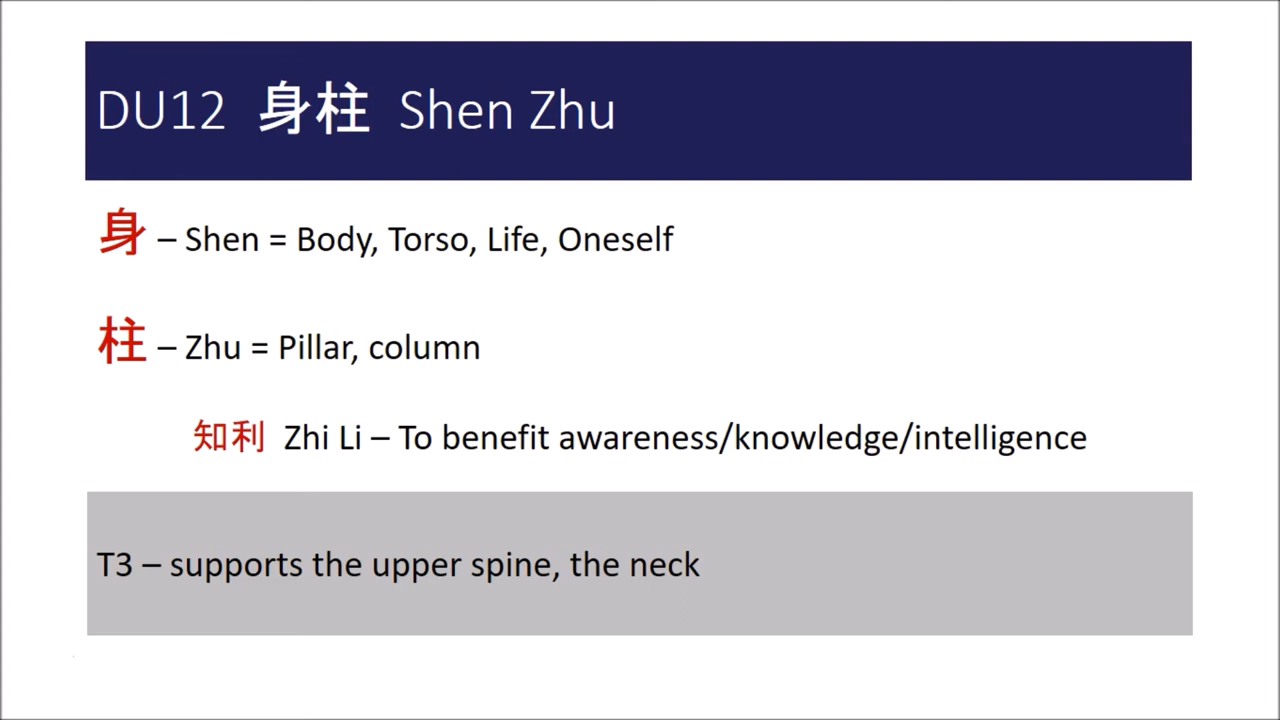 DU12 身柱 Shen Zhu
身 – Shen = Body, Torso, Life, Oneself
柱 – Zhu = Pillar, column
知利 Zhi Li – To benefit awareness/knowledge/intelligence
T3 – supports the upper spine, the neck